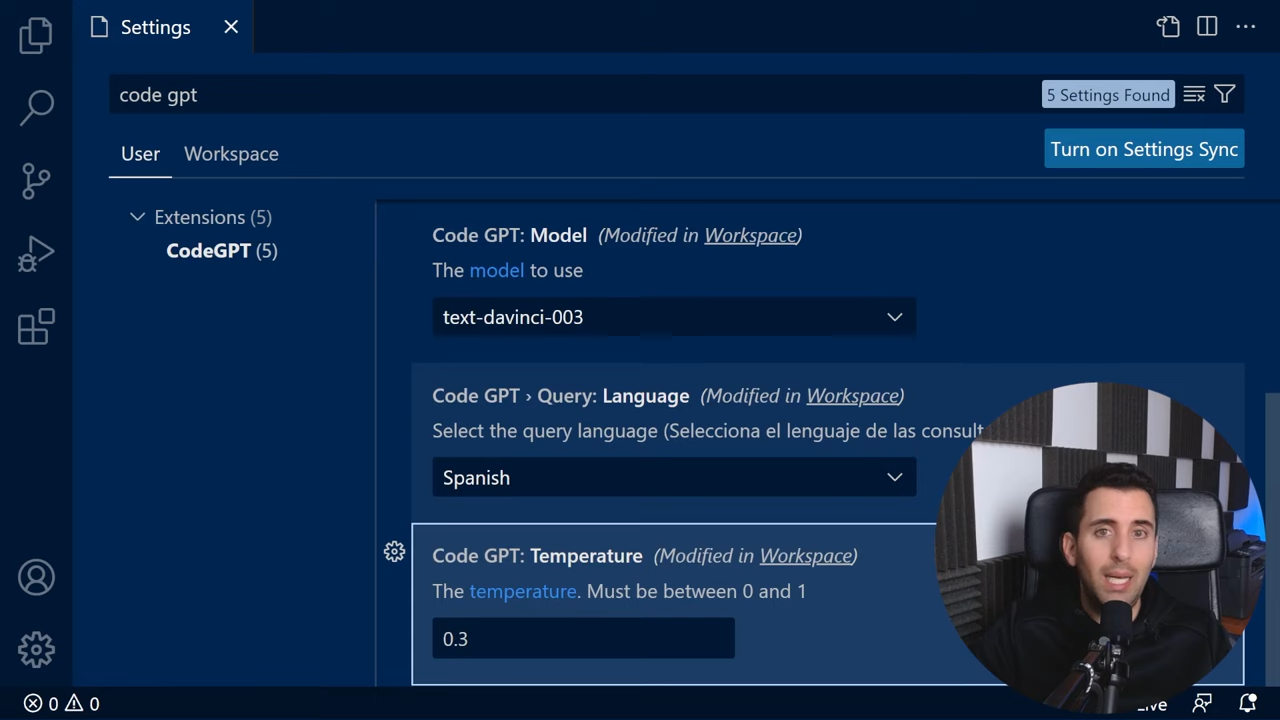 Settings
code gpt
5 Settings Found
User Workspace
Turn on Settings Sync
Extensions (5)
CodeGPT (5)
Code GPT: Model (Modified in Workspace)
The model to use
text-davinci-003
Code GPT › Query: Language (Modified in Workspace)
Select the query language (Selecciona el lenguaje de las consult
Spanish
Code GPT: Temperature (Modified in Workspace)
The temperature. Must be between 0 and 1
0.3
0 0
Live